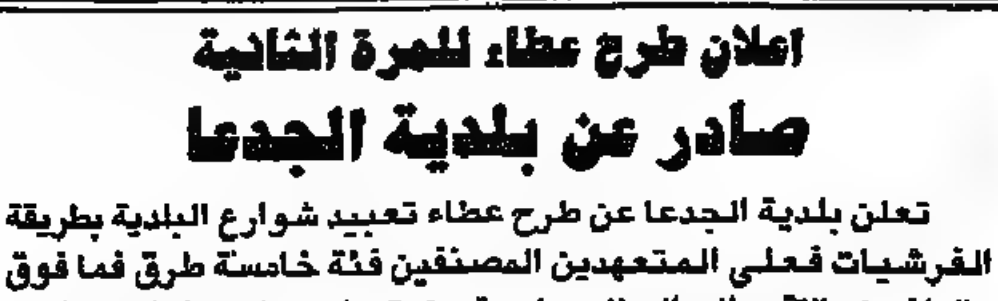 اعلان طرح عطاء للمرة الثانية
صادر عن بلدية الجدعا
تعلن بلدية الجدعا عن طرح عطاء تعبيد شوارع البلدية بطريقة
الفرشيات فعلى المتعهدين المصنفين فئة خامسة طرق فما فوق